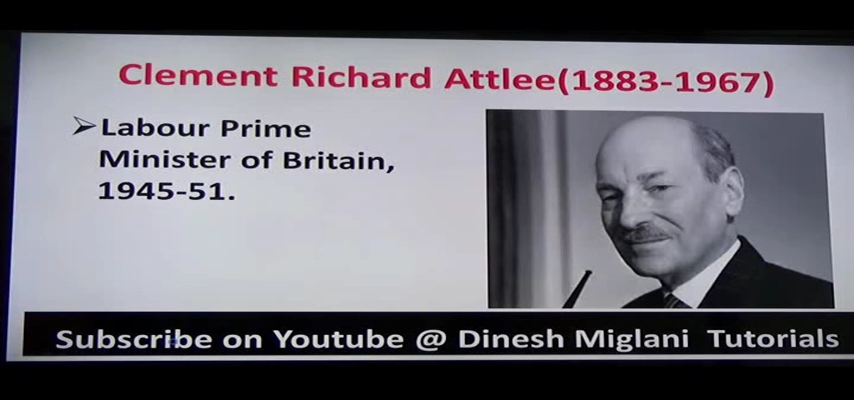 Clement Richard Attlee(1883-1967)
➢Labour Prime
Minister of Britain,
1945-51.
Subscribe on Youtube @ Dinesh Miglani Tutorials